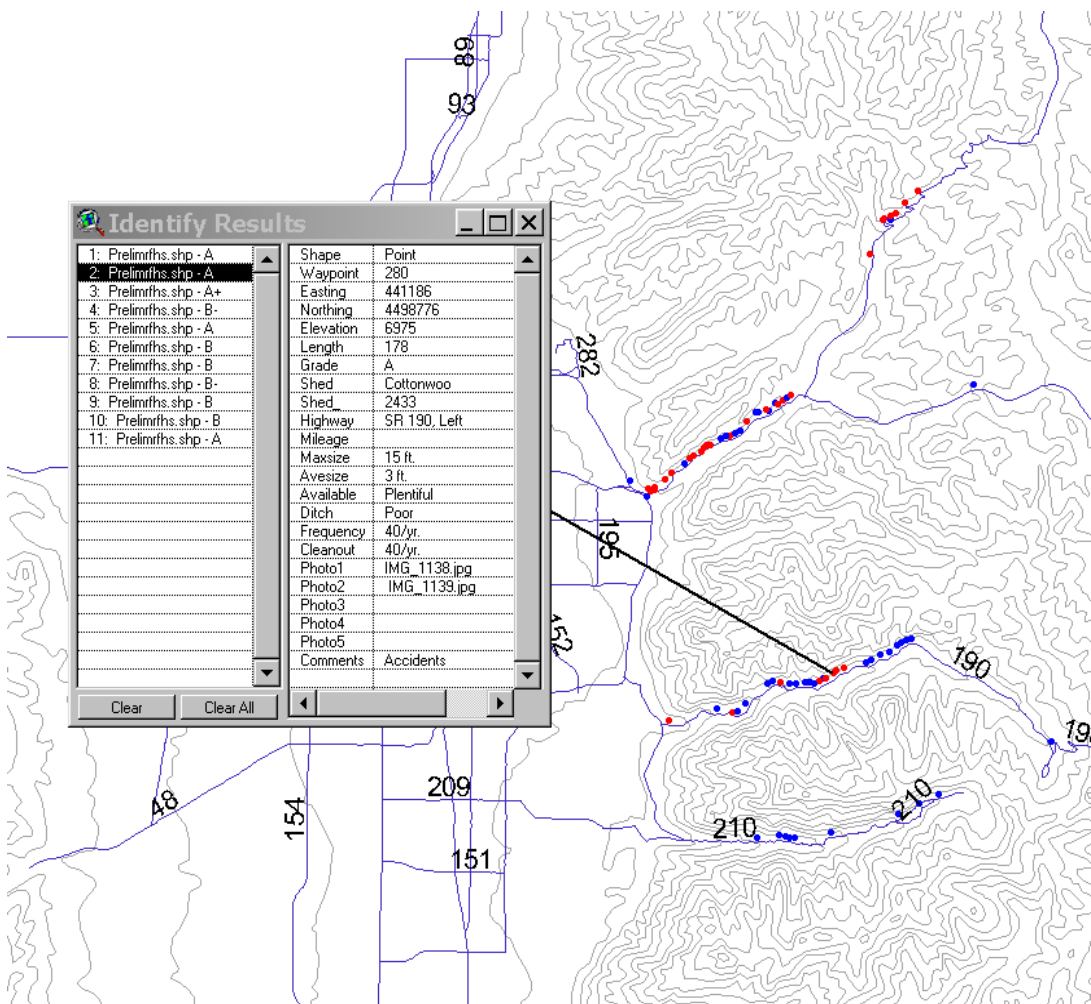 89
93
Identify Results
1: Prelimrfhs.shp - A
2: Prelimrfhs.shp - A
3: Prelimrfhs.shp - A+
4: Prelimrfhs.shp - B-
5: Prelimrfhs.shp - A
6: Prelimrfhs.shp - B
7: Prelimrfhs.shp - B
8: Prelimrfhs.shp - B-
9: Prelimrfhs.shp - B
10: Prelimrfhs.shp - B
11: Prelimrfhs.shp - A
Shape Point
Waypoint 280
Easting 441186
Northing 4498776
Elevation 6975
Length 178
Grade A
Shed Cottonwoo
Shed_ 2433
Highway SR 190, Left
Mileage
Maxsize 15 ft.
Avesize 3 ft.
Available Plentiful
Ditch Poor
Frequency 40/yr.
Cleanout 40/yr.
Photo1 IMG_1138.jpg
Photo2 IMG_1139.jpg
Photo3
Photo4
Photo5
Comments Accidents
Clear Clear All
282
195
152
190
48
154
209
151
210
210